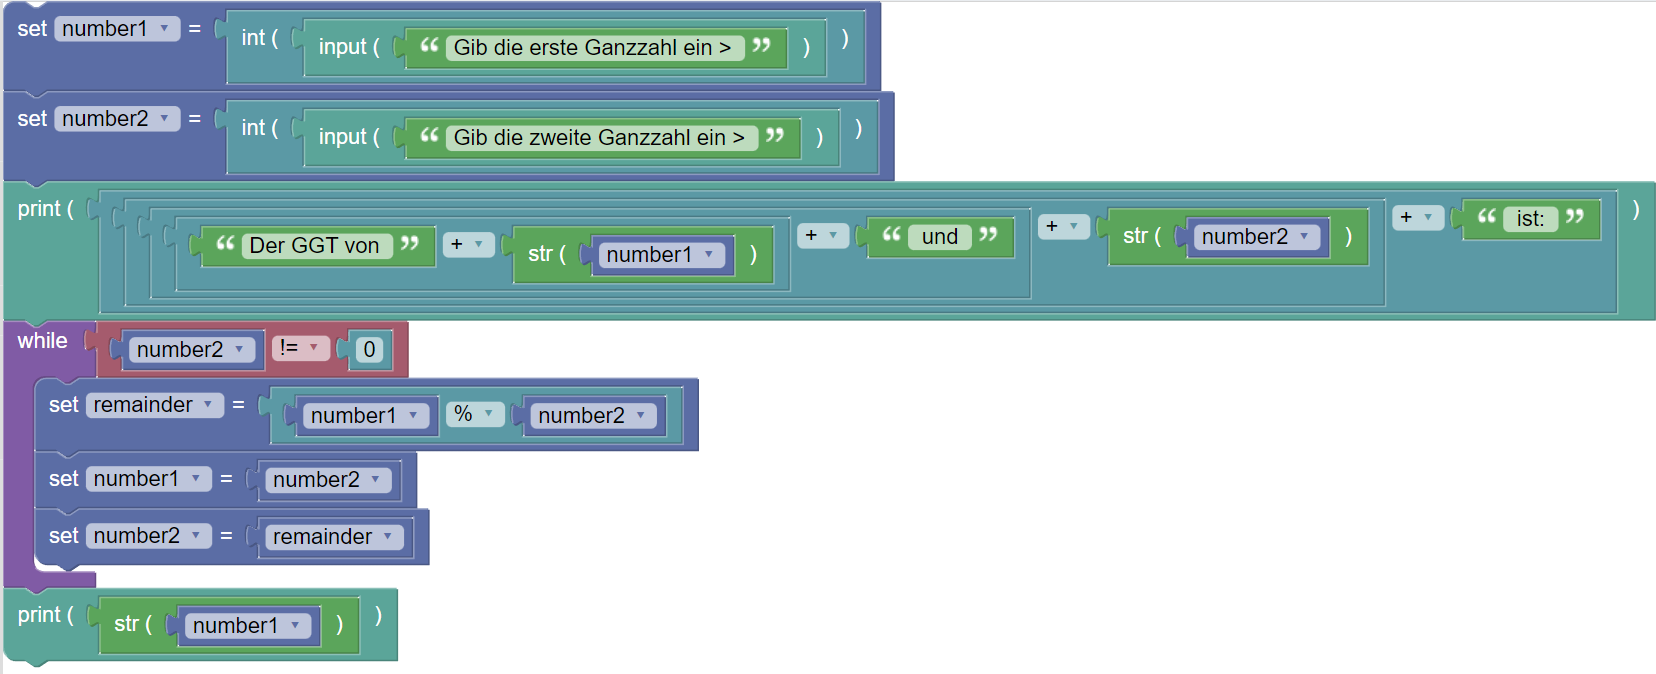 set number1 = int ( input ( “ Gib die erste Ganzzahl ein > ” ) )
set number2 = int ( input ( “ Gib die zweite Ganzzahl ein > ” ) )
print ( “ Der GGT von ” + str ( number1 ) + “ und ” + str ( number2 ) + “ ist: ” )
while number2 != 0
set remainder = number1 % number2
set number1 = number2
set number2 = remainder
print ( str ( number1 ) )